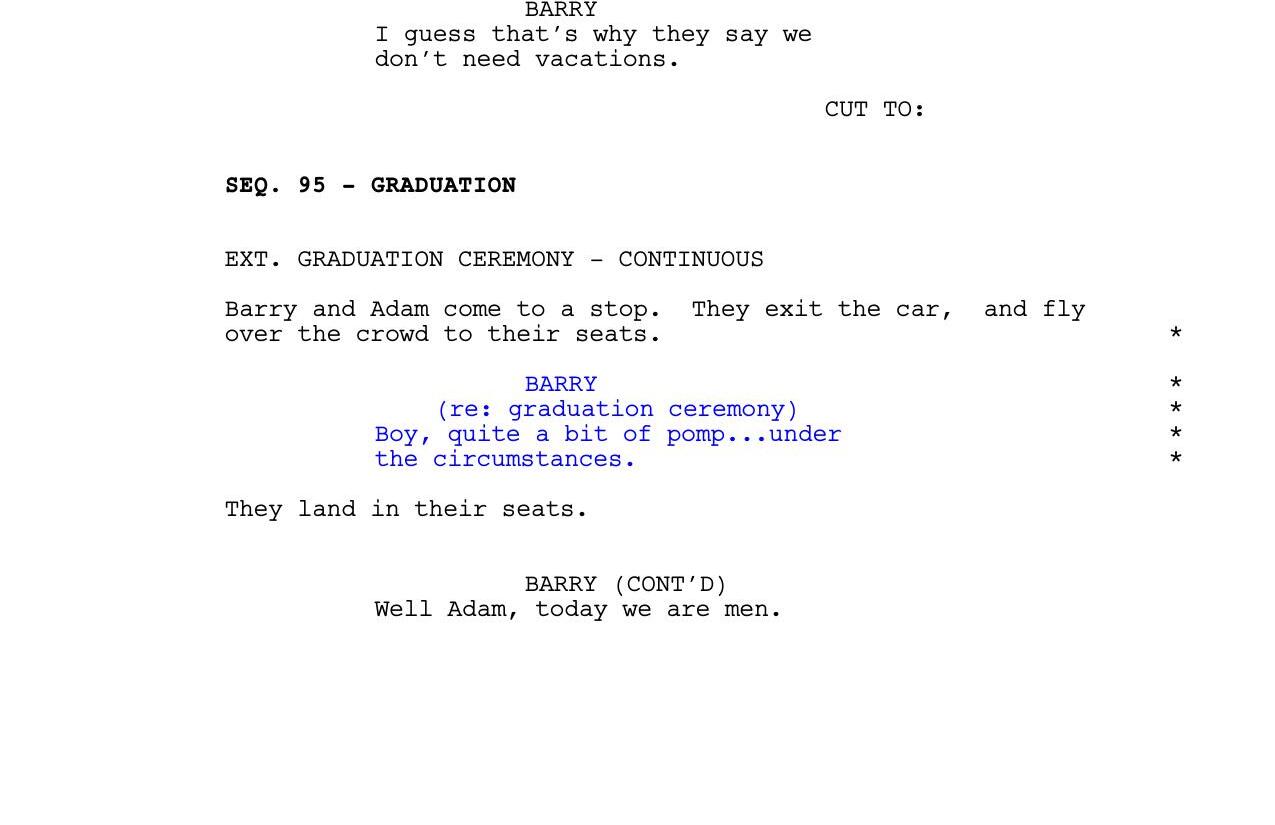 BARRY
I guess that’s why they say we
don’t need vacations.
CUT TO:
SEQ. 95 – GRADUATION
EXT. GRADUATION CEREMONY – CONTINUOUS
Barry and Adam come to a stop.  They exit the car,  and fly
over the crowd to their seats. *
BARRY *
(re: graduation ceremony) *
Boy, quite a bit of pomp...under *
the circumstances. *
They land in their seats.
BARRY (CONT’D)
Well Adam, today we are men.